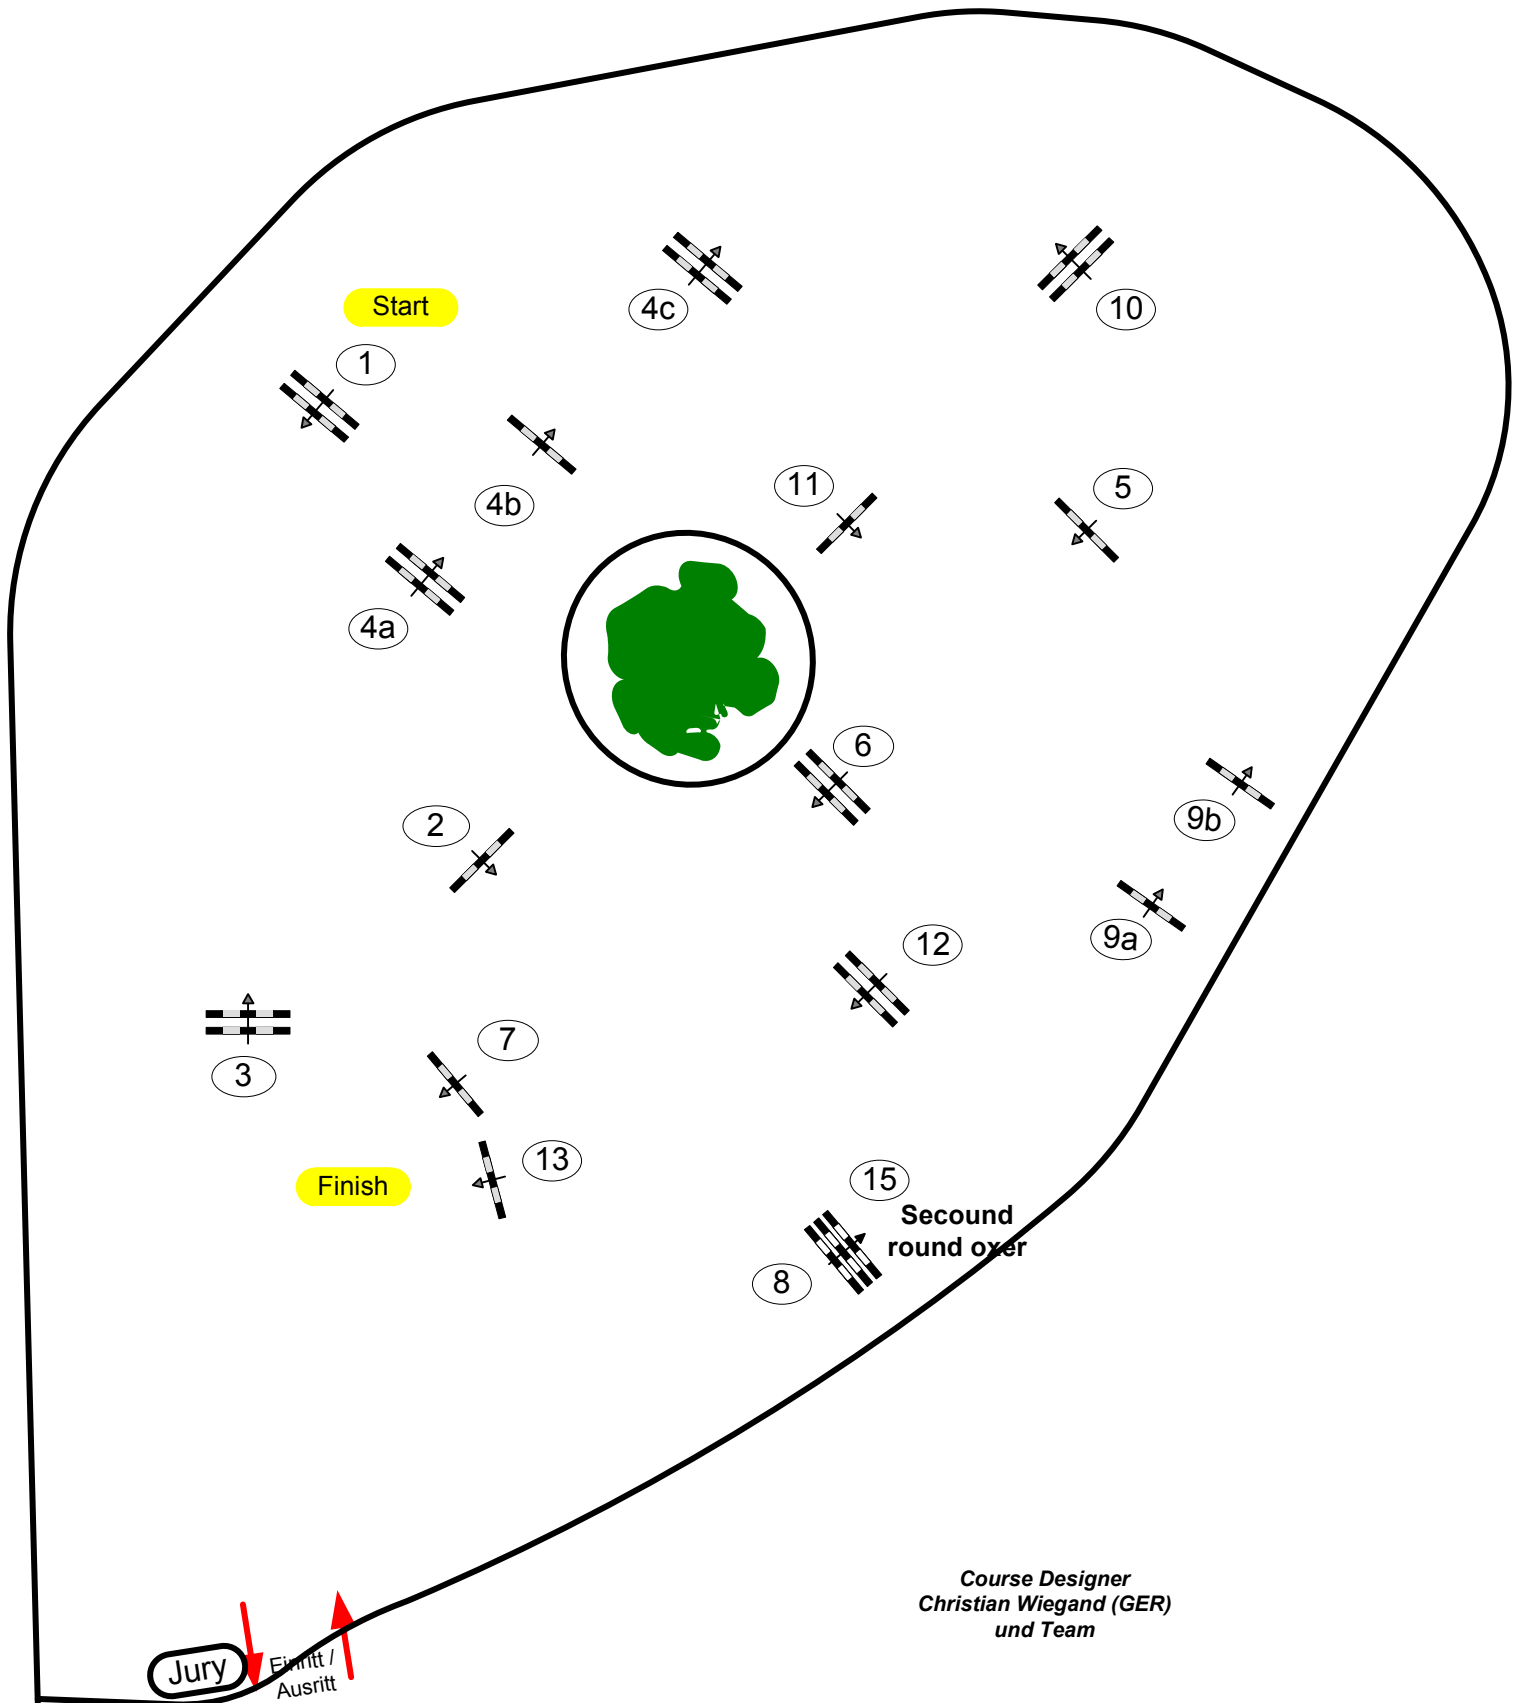 4c
Start
10
1
11
5
4b
4a
6
2
9b
12
9a
7
3
13
Finish
15
Secound
round oxer
8
Course Designer
Christian Wiegand (GER)
und Team
Jury
Einritt /
Ausritt